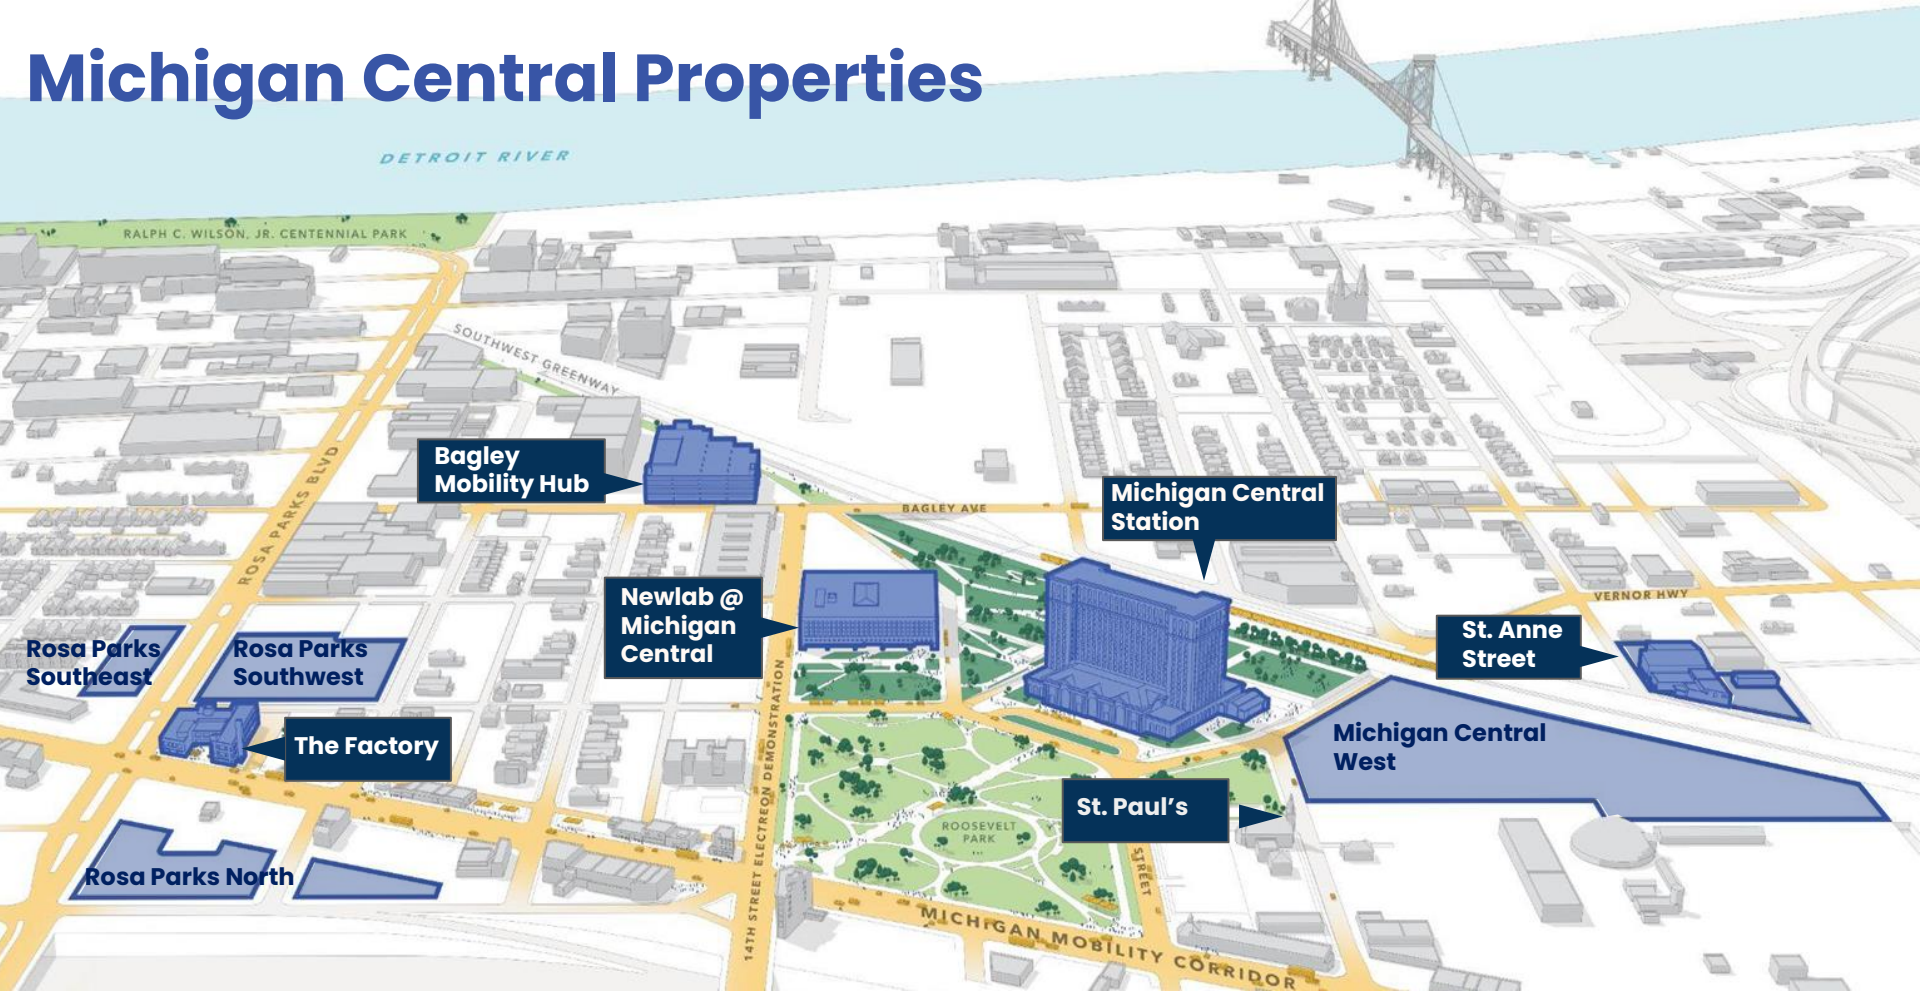 Michigan Central Properties
DETROIT RIVER
RALPH C. WILSON, JR. CENTENNIAL PARK
SOUTHWEST GREENWAY
ROSA PARKS BLVD
Bagley
Mobility Hub
BAGLEY AVE
Michigan Central
Station
Newlab @
Michigan
Central
VERNOR HWY
St. Anne
Street
Rosa Parks
Southeast
Rosa Parks
Southwest
The Factory
Michigan Central
West
St. Paul's
ROOSEVELT
PARK
14TH STREET ELECTREON DEMONSTRATION
STREET
Rosa Parks North
MICHIGAN MOBILITY CORRIDOR